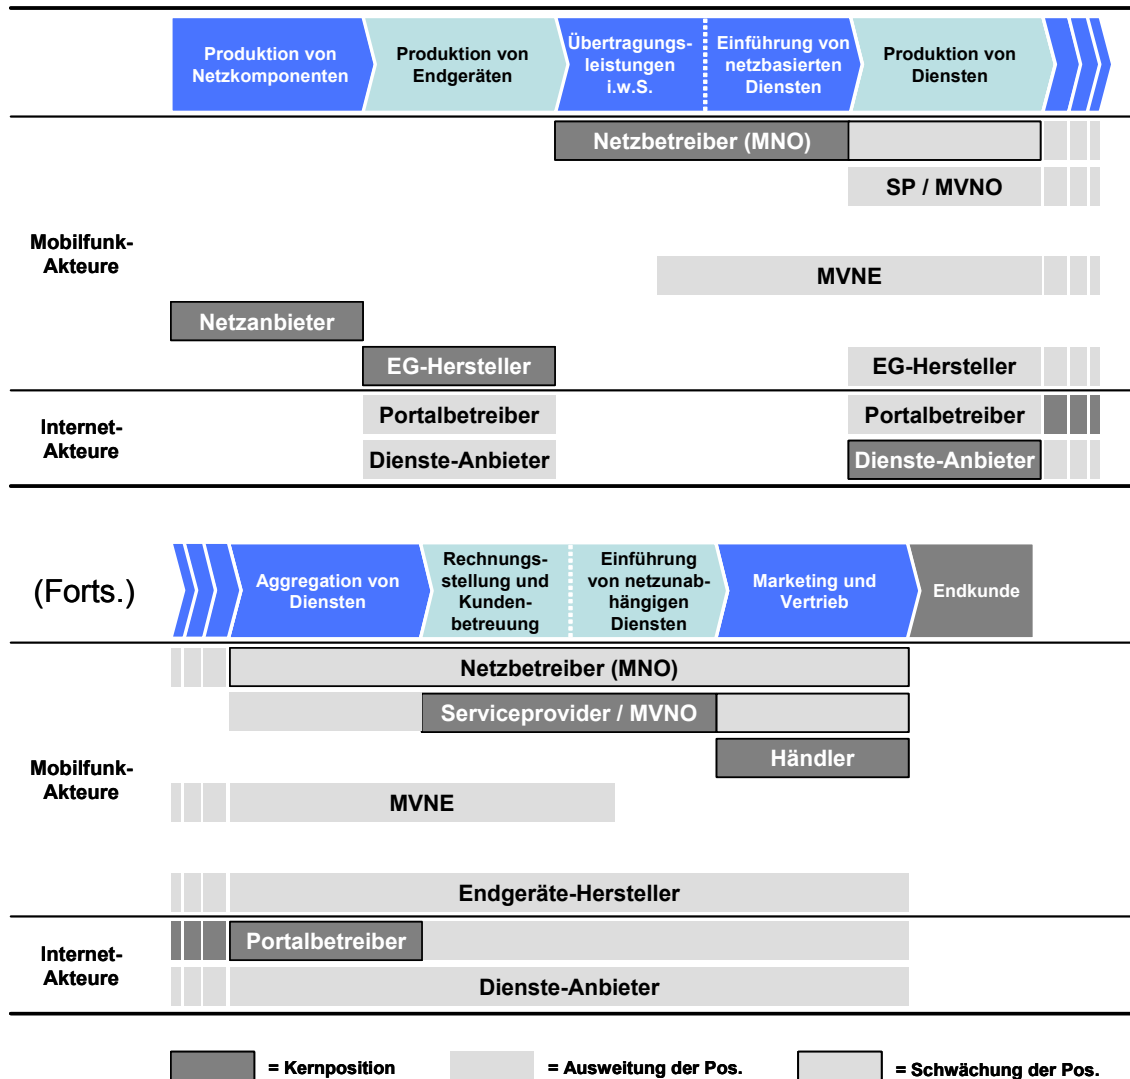 Produktion von
Netzkomponenten
Produktion von
Endgeräten
Übertragungs-
leistungen
i.w.S.
Einführung von
netzbasierten
Diensten
Produktion von
Diensten
Netzbetreiber (MNO)
SP / MVNO
Mobilfunk-
Akteure
MVNE
Netzanbieter
EG-Hersteller
EG-Hersteller
Internet-
Akteure
Portalbetreiber
Portalbetreiber
Dienste-Anbieter
Dienste-Anbieter
(Forts.)
Aggregation von
Diensten
Rechnungs-
stellung und
Kunden-
betreuung
Einführung
von netzunab-
hängigen
Diensten
Marketing und
Vertrieb
Endkunde
Netzbetreiber (MNO)
Serviceprovider / MVNO
Händler
Mobilfunk-
Akteure
MVNE
Endgeräte-Hersteller
Internet-
Akteure
Portalbetreiber
Dienste-Anbieter
= Kernposition
= Ausweitung der Pos.
= Schwächung der Pos.